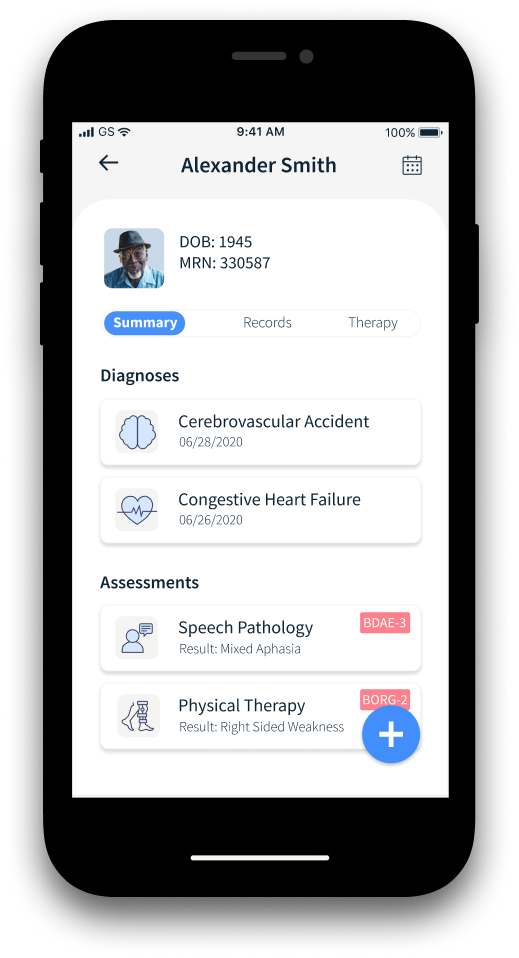 GS 9:41 AM 100%
Alexander Smith
DOB: 1945
MRN: 330587
Summary Records Therapy
Diagnoses
Cerebrovascular Accident
06/28/2020
Congestive Heart Failure
06/26/2020
Assessments
Speech Pathology BDAE-3
Result: Mixed Aphasia
Physical Therapy BORG-2
Result: Right Sided Weakness